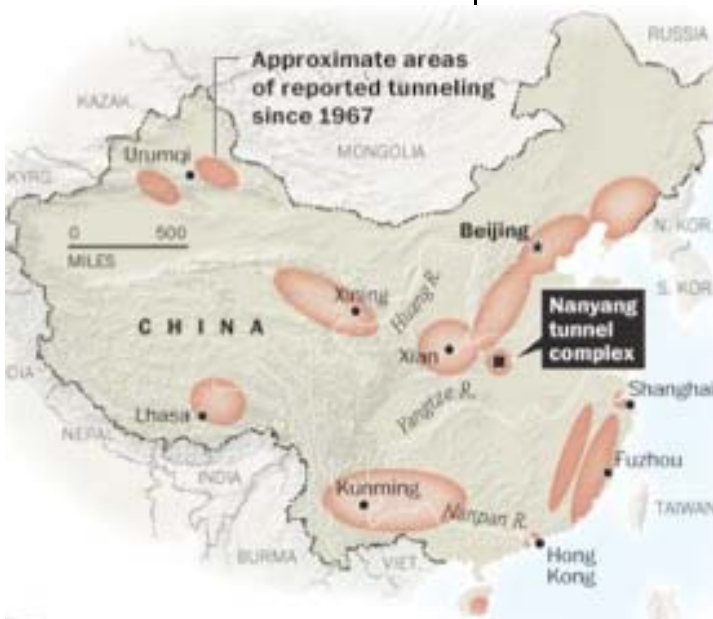 RUSSIA
Approximate areas
of reported tunneling
since 1967
KAZAK.
MONGOLIA
Urumqi
KYRG.
0 500
MILES
Beijing
N. KOR.
S. KOR.
Xining
Huang R.
Nanyang
tunnel
complex
CHINA
Xian
Yangtze R.
Shanghai
Lhasa
NEPAL
INDIA
Fuzhou
Kunming
Nanpan R.
TAIWAN
BURMA
VIET.
Hong
Kong